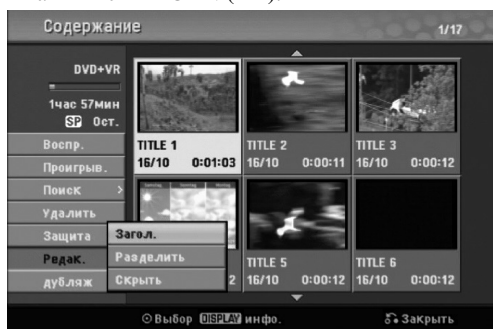 Содержание
1/17
DVD+VR
1час 57мин
SP Ост.
Воспр.
Проигрыв.
Поиск >
Удалить
Защита
Редак.
дубляж
Загол.
Разделить
Скрыть
TITLE 1
16/10 0:01:03
TITLE 2
16/10 0:00:11
TITLE 3
16/10 0:00:12
2
TITLE 5
16/10 0:00:12
TITLE 6
16/10 0:00:12
Выбор DISPLAY инфо.
Закрыть